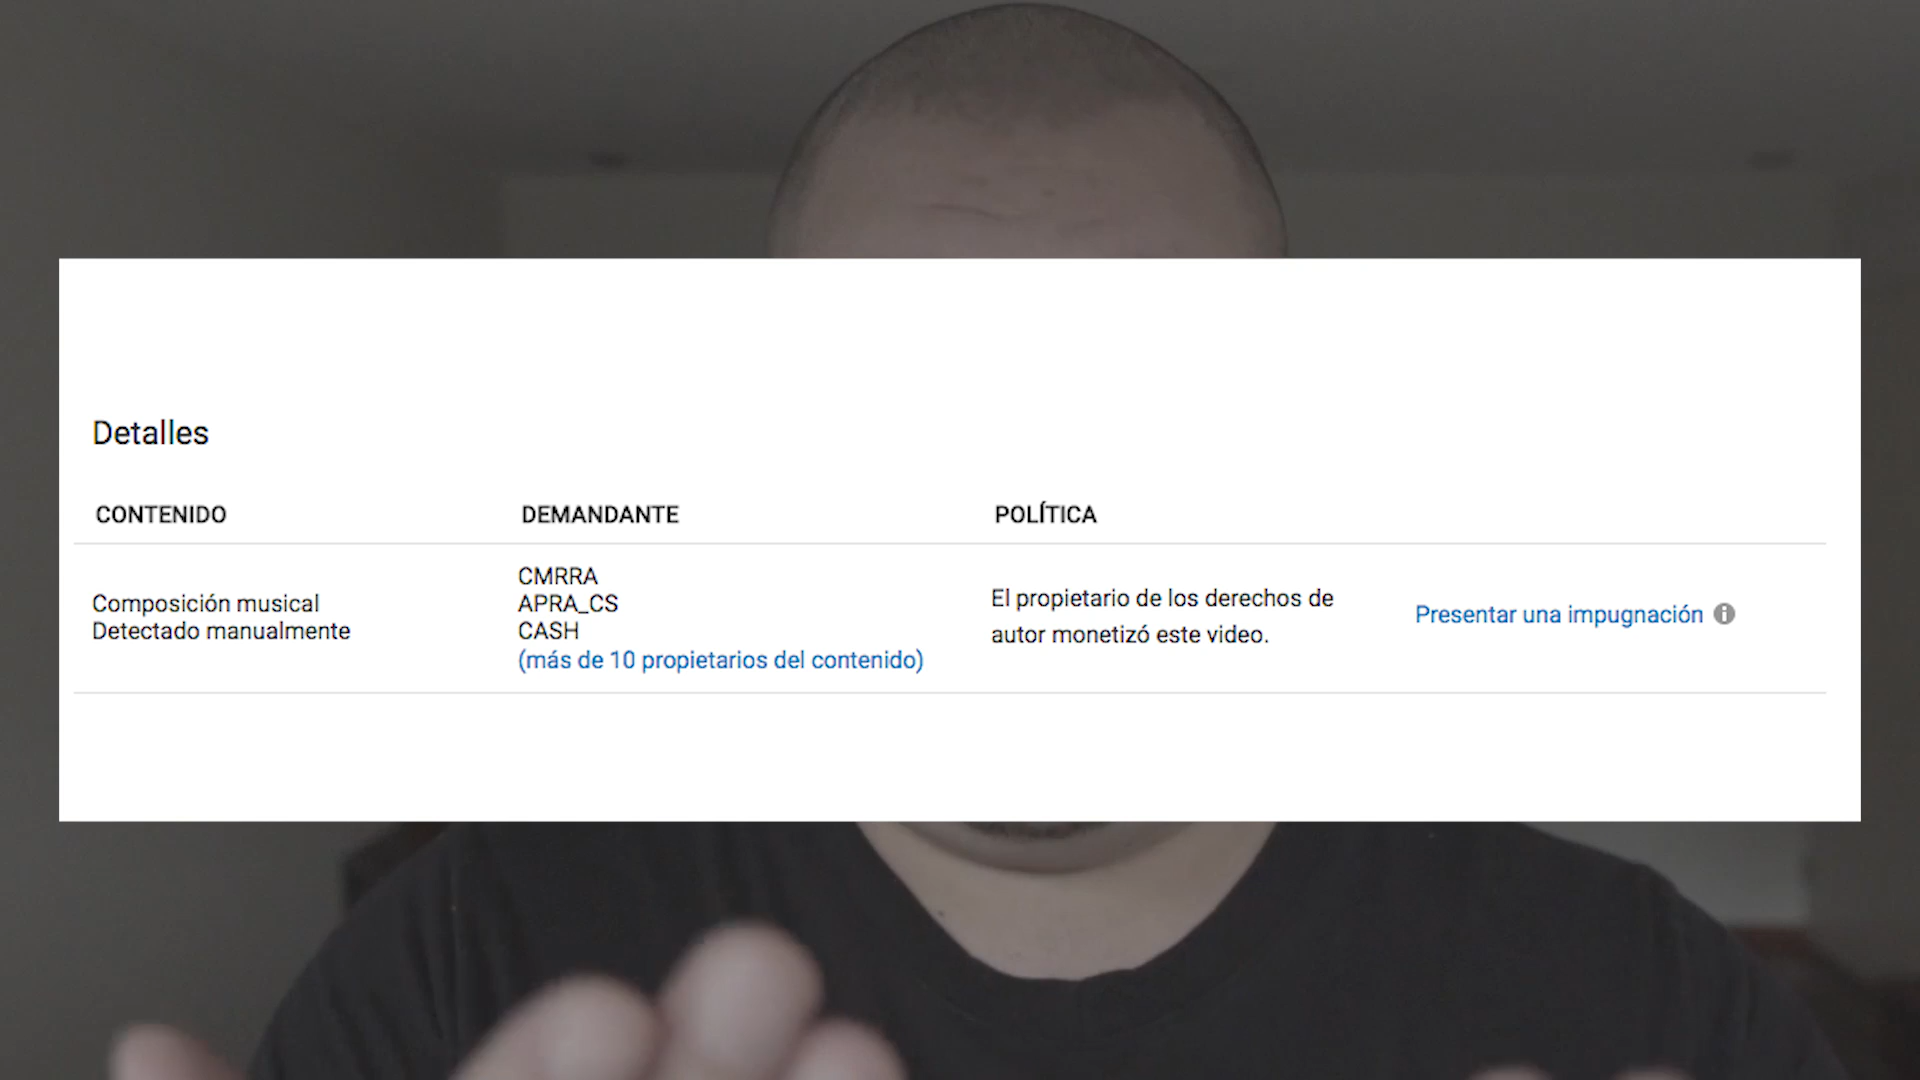 Detalles
CONTENIDO
DEMANDANTE
POLÍTICA
Composición musical
Detectado manualmente
CMRRA
APRA_CS
CASH
(más de 10 propietarios del contenido)
El propietario de los derechos de
autor monetizó este video.
Presentar una impugnación